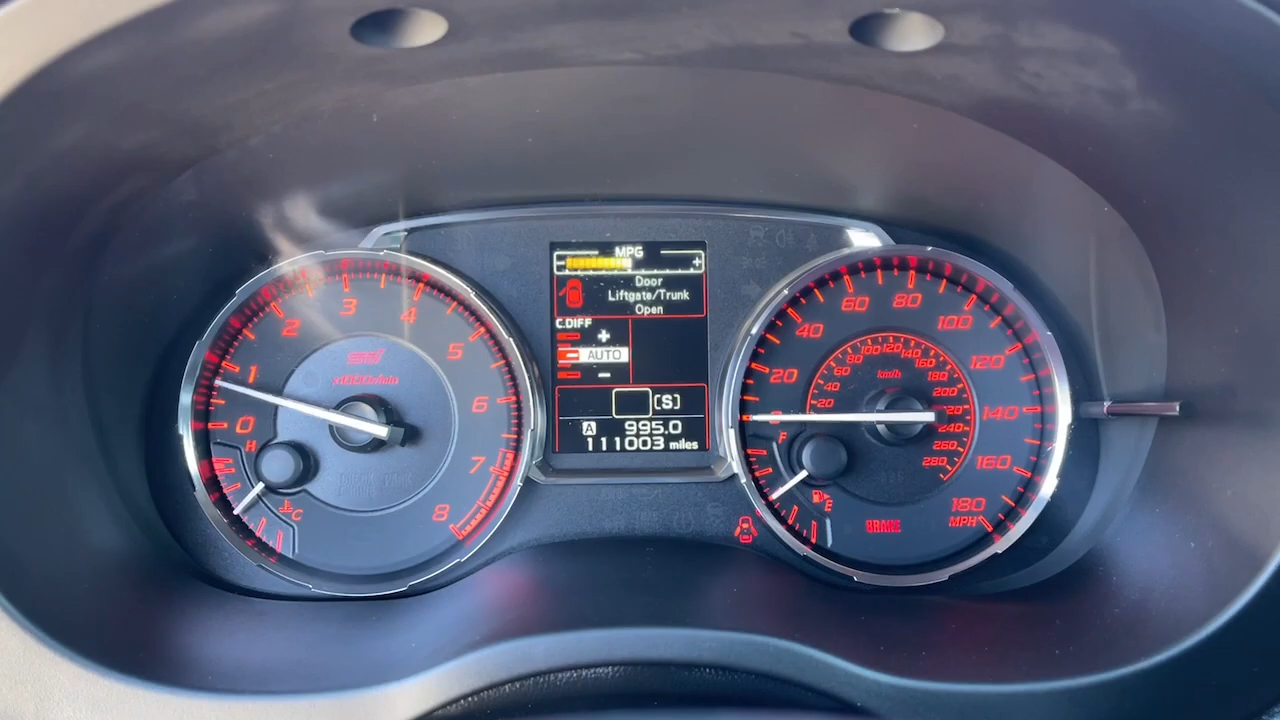 MPG
- +
Door
Liftgate/Trunk
Open
C.DIFF
+
AUTO
-
[S]
A 995.0
111003 miles
STI
x1000r/min
0
1
2
3
4
5
6
7
8
H
C
0
20
40
60
80
100
120
140
160
180
MPH
km/h
20
40
60
80
100
120
140
160
180
200
220
240
260
280
F
E
BRAKE